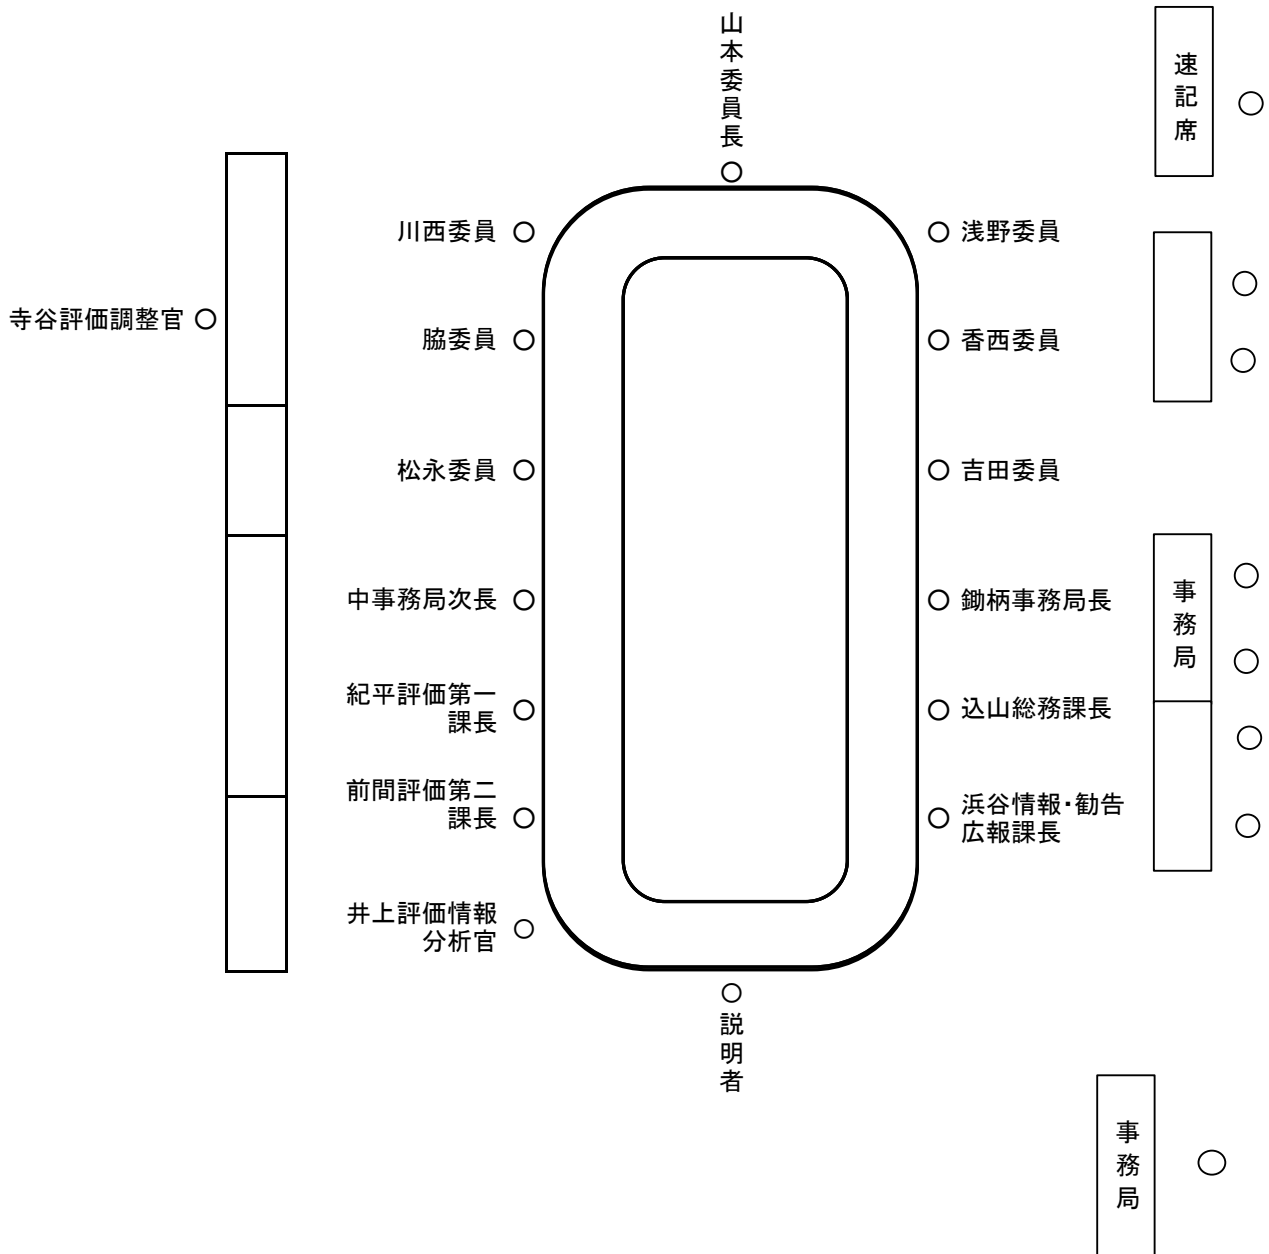 山本委員長
速記席
川西委員
浅野委員
寺谷評価調整官
脇委員
香西委員
松永委員
吉田委員
中事務局次長
鋤柄事務局長
事務局
紀平評価第一
課長
込山総務課長
前間評価第二
課長
浜谷情報・勧告
広報課長
井上評価情報
分析官
説明者
事務局